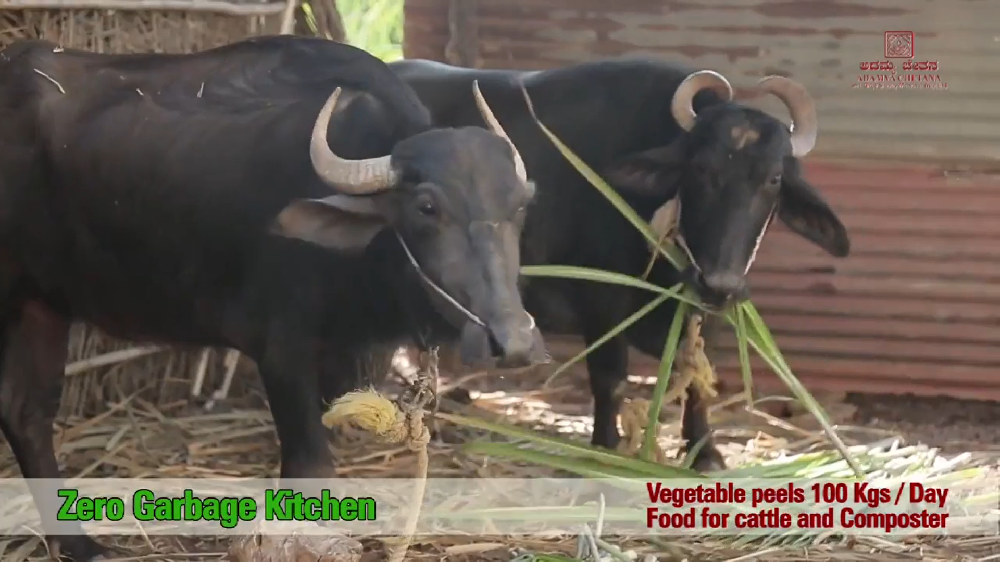 ಅದಮ್ಯ ಚೇತನ
ADAMYA CHETANA
Zero Garbage Kitchen
Vegetable peels 100 Kgs / Day
Food for cattle and Composter